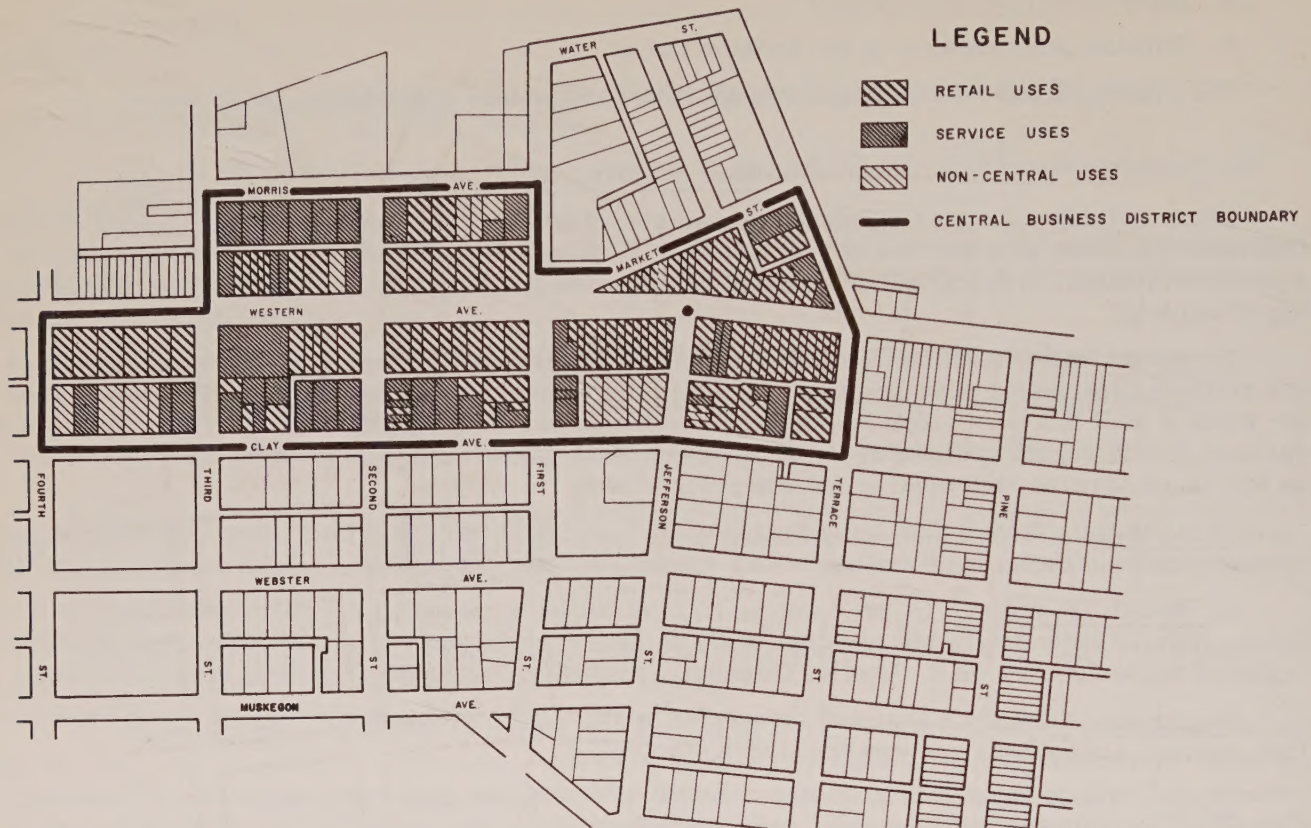 LEGEND
RETAIL USES
SERVICE USES
NON-CENTRAL USES
CENTRAL BUSINESS DISTRICT BOUNDARY
WATER ST.
MORRIS AVE.
MARKET ST.
WESTERN AVE.
CLAY AVE.
FOURTH ST.
THIRD ST.
SECOND ST
FIRST ST.
JEFFERSON ST.
TERRACE ST
PINE ST
WEBSTER AVE.
MUSKEGON AVE.